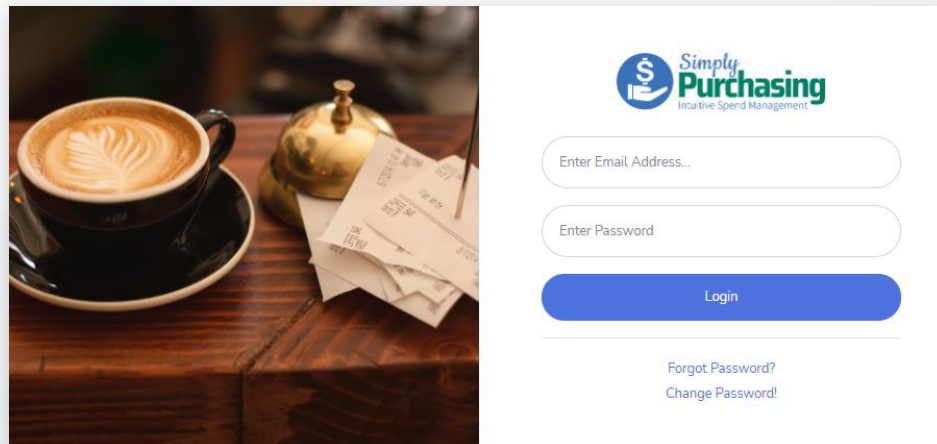 Simply
Purchasing
Intuitive Spend Management
Enter Email Address...
Enter Password
Login
Forgot Password?
Change Password!